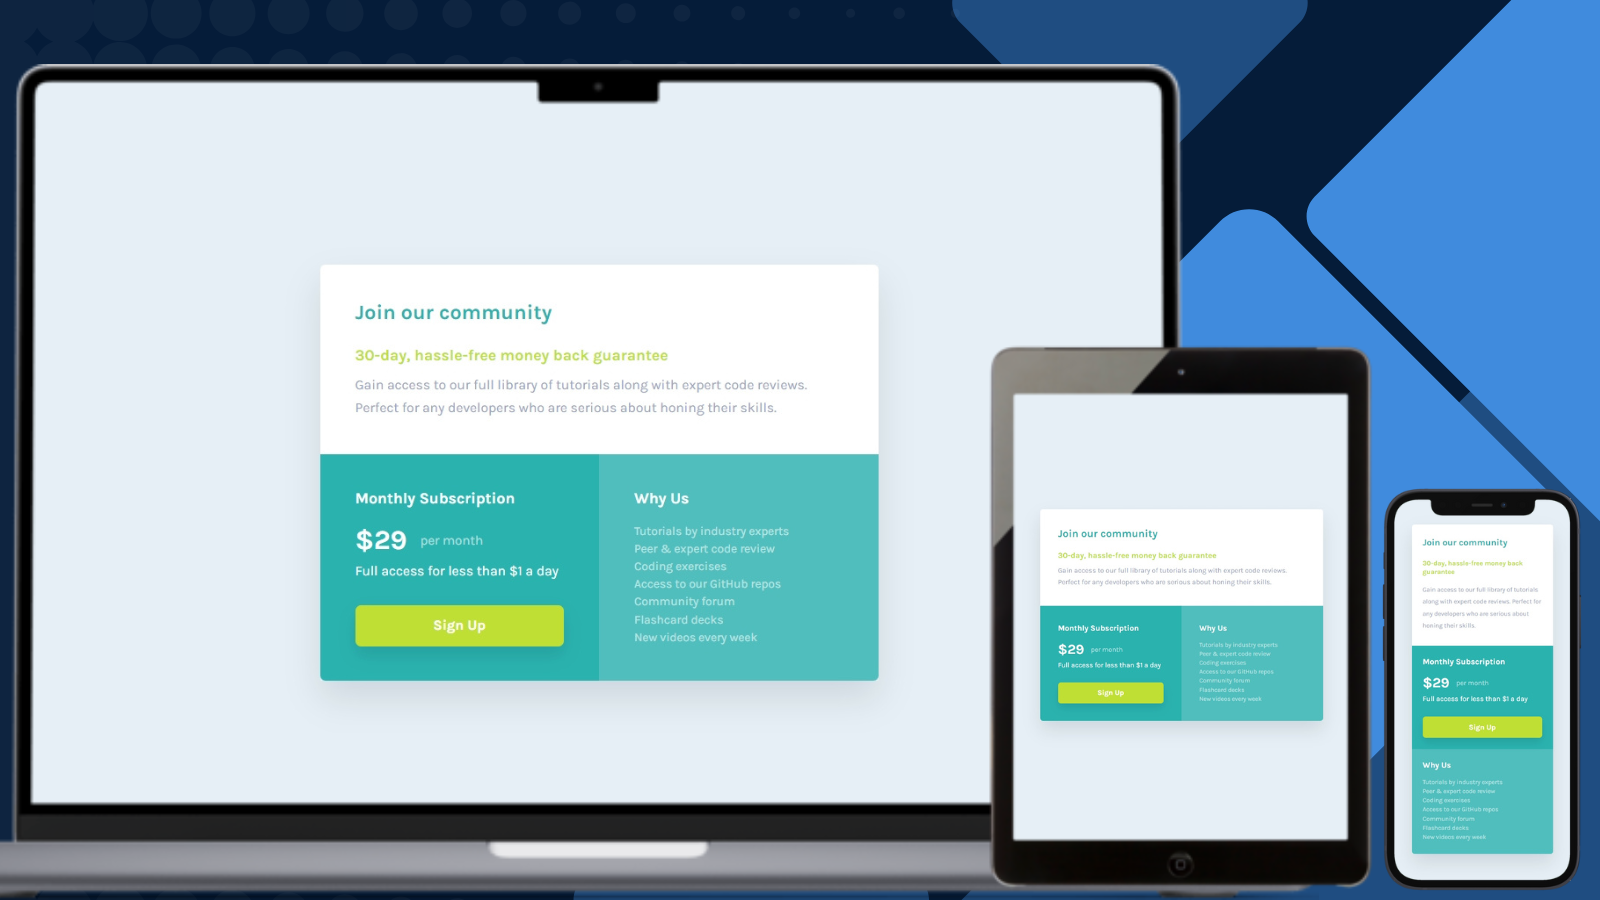 Join our community
30-day, hassle-free money back guarantee
Gain access to our full library of tutorials along with expert code reviews.
Perfect for any developers who are serious about honing their skills.
Monthly Subscription
$29 per month
Full access for less than $1 a day
Sign Up
Why Us
Tutorials by industry experts
Peer & expert code review
Coding exercises
Access to our GitHub repos
Community forum
Flashcard decks
New videos every week
Join our community
30-day, hassle-free money back guarantee
Gain access to our full library of tutorials along with expert code reviews.
Perfect for any developers who are serious about honing their skills.
Monthly Subscription
$29 per month
Full access for less than $1 a day
Sign Up
Why Us
Tutorials by industry experts
Peer & expert code review
Coding exercises
Access to our GitHub repos
Community forum
Flashcard decks
New videos every week
Join our community
30-day, hassle-free money back
guarantee
Gain access to our full library of tutorials
along with expert code reviews. Perfect for
any developers who are serious about
honing their skills.
Monthly Subscription
$29 per month
Full access for less than $1 a day
Sign Up
Why Us
Tutorials by industry experts
Peer & expert code review
Coding exercises
Access to our GitHub repos
Community forum
Flashcard decks
New videos every week